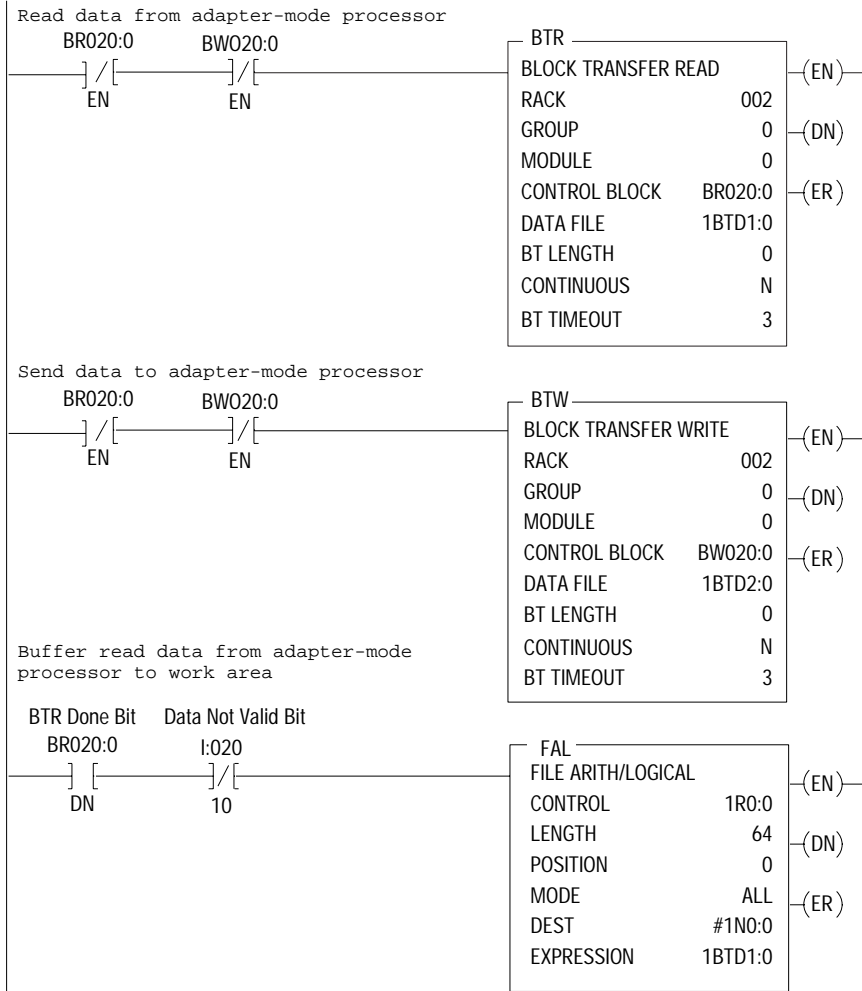 Read data from adapter-mode processor
BR020:0 BWO20:0
] / [ ] / [
EN EN
BTR
BLOCK TRANSFER READ (EN)
RACK 002
GROUP 0 (DN)
MODULE 0
CONTROL BLOCK BR020:0 (ER)
DATA FILE 1BTD1:0
BT LENGTH 0
CONTINUOUS N
BT TIMEOUT 3
Send data to adapter-mode processor
BR020:0 BWO20:0
] / [ ] / [
EN EN
BTW
BLOCK TRANSFER WRITE (EN)
RACK 002
GROUP 0 (DN)
MODULE 0
CONTROL BLOCK BW020:0 (ER)
DATA FILE 1BTD2:0
BT LENGTH 0
CONTINUOUS N
BT TIMEOUT 3
Buffer read data from adapter-mode
processor to work area
BTR Done Bit Data Not Valid Bit
BR020:0 I:020
] [ ] / [
DN 10
FAL
FILE ARITH/LOGICAL (EN)
CONTROL 1R0:0
LENGTH 64 (DN)
POSITION 0
MODE ALL (ER)
DEST #1N0:0
EXPRESSION 1BTD1:0